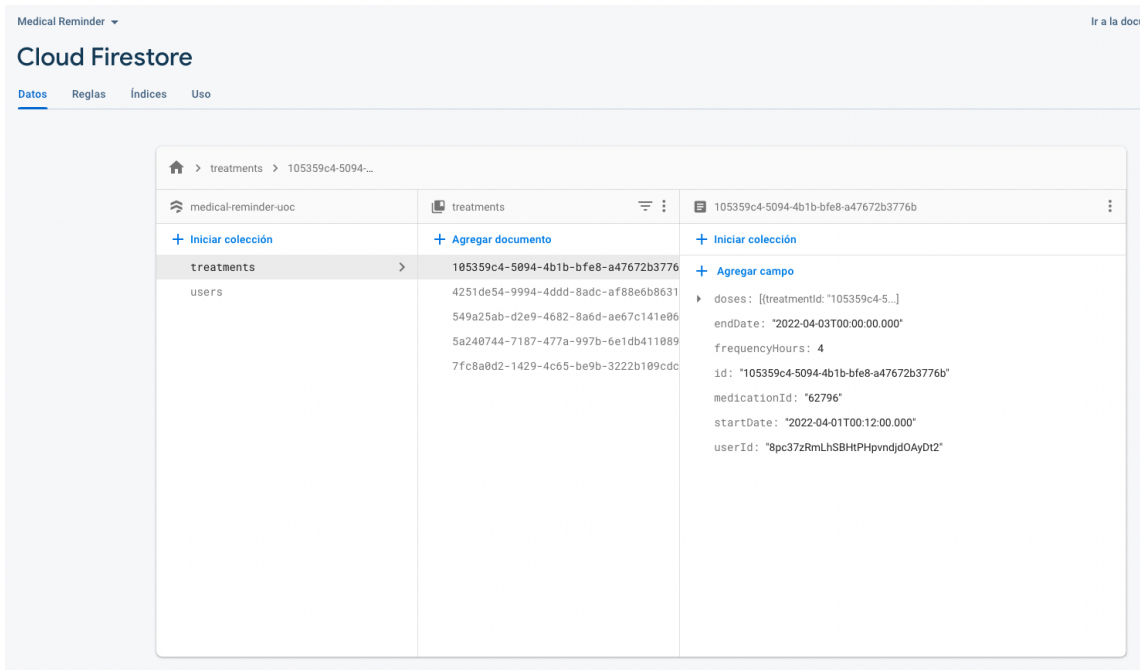 Medical Reminder
Ir a la docu
Cloud Firestore
Datos Reglas Índices Uso
treatments 105359c4-5094-...
medical-reminder-uoc
treatments
105359c4-5094-4b1b-bfe8-a47672b3776b
Iniciar colección
Agregar documento
Iniciar colección
treatments
users
105359c4-5094-4b1b-bfe8-a47672b3776
4251de54-9994-4ddd-8adc-af88e6b8631
549a25ab-d2e9-4682-8a6d-ae67c141e06
5a240744-7187-477a-997b-6e1db411089
7fc8a0d2-1429-4c65-be9b-3222b109cdc
Agregar campo
doses: [{treatmentId: "105359c4-5...]
endDate: "2022-04-03T00:00:00.000"
frequencyHours: 4
id: "105359c4-5094-4b1b-bfe8-a47672b3776b"
medicationId: "62796"
startDate: "2022-04-01T00:12:00.000"
userId: "8pc37zRmLhSBHtPHpvndjdOAyDt2"